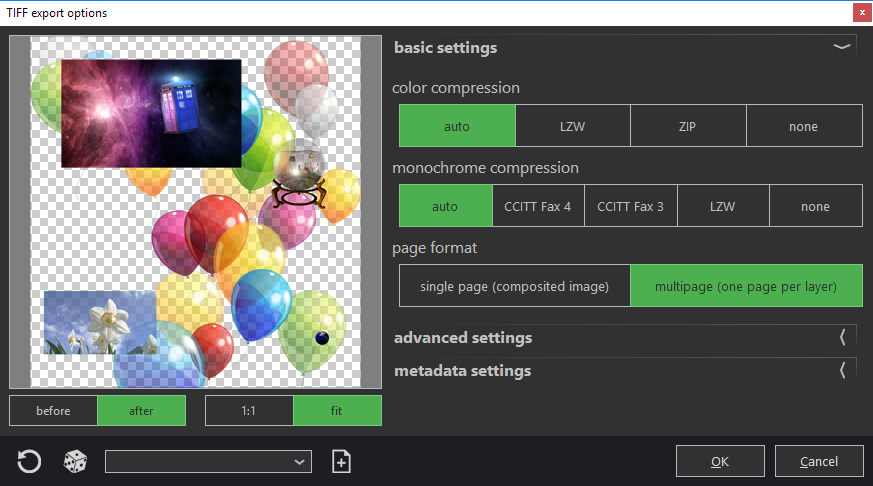 TIFF export options
basic settings
color compression
auto LZW ZIP none
monochrome compression
auto CCITT Fax 4 CCITT Fax 3 LZW none
page format
single page (composited image) multipage (one page per layer)
advanced settings
metadata settings
before after 1:1 fit
OK Cancel